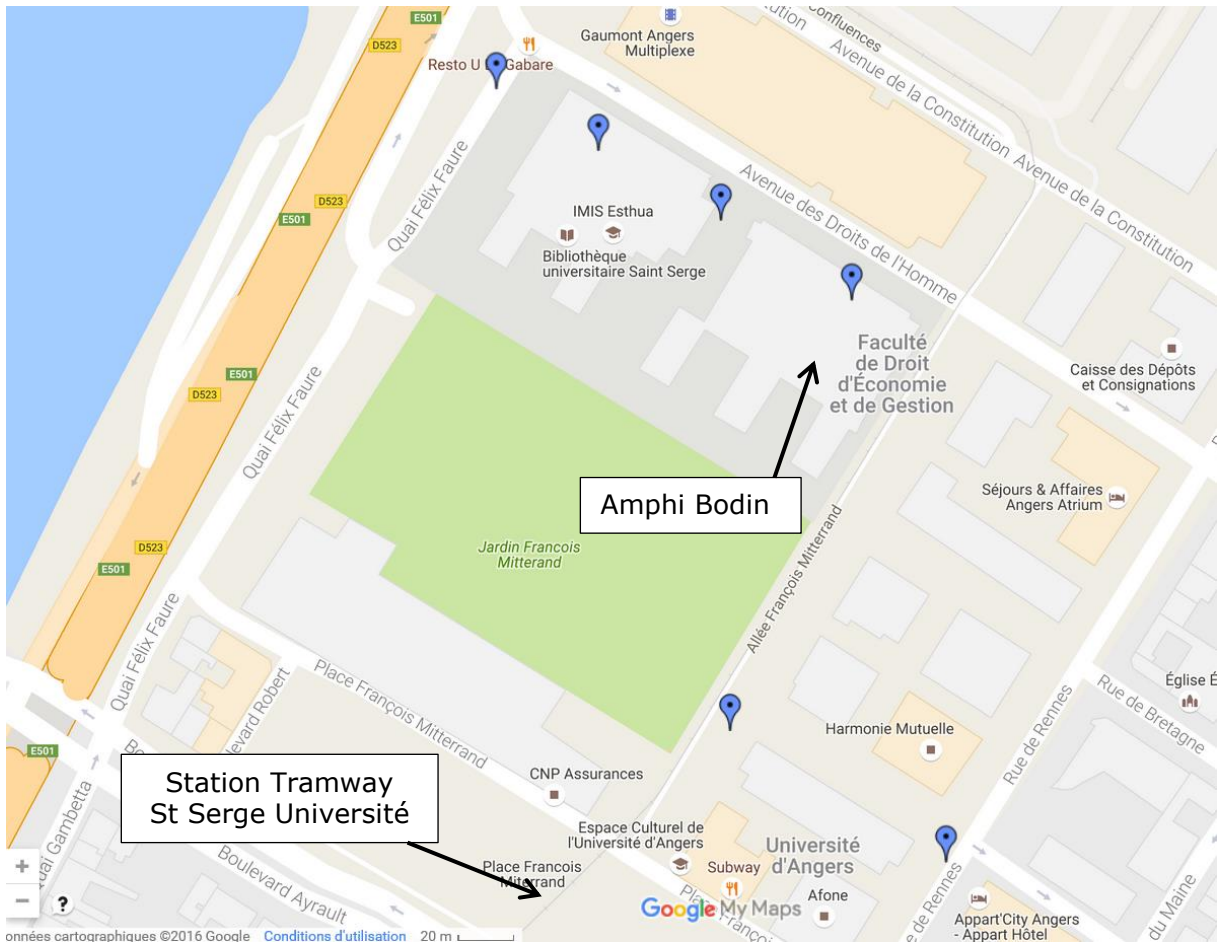 E501
D523
Confluences
Gaumont Angers
Multiplexe
Avenue de la Constitution
Avenue de la Constitution
Resto U
Gabare
Quai Félix Faure
D523
E501
IMIS Esthua
Bibliothèque
universitaire Saint Serge
Avenue des Droits de l'Homme
Faculté
de Droit
d'Économie
et de Gestion
Caisse des Dépôts
et Consignations
E501
D523
Quai Félix Faure
Amphi Bodin
Séjours & Affaires
Angers Atrium
Jardin Francois
Mitterand
Allée François Mitterrand
D523
E501
Quai Félix Faure
Place François Mitterrand
Rue de Bretagne
Rue de Rennes
Harmonie Mutuelle
E501
Station Tramway
St Serge Université
CNP Assurances
Espace Culturel de
l'Université d'Angers
Université
d'Angers
Subway
Afone
Place Francois
Miterrand
Boulevard Ayrault
Quai Gambetta
+
−
?
Google My Maps
de Rennes
Appart'City Angers
- Appart Hôtel
du Maine
onnées cartographiques ©2016 Google
Conditions d'utilisation
20 m